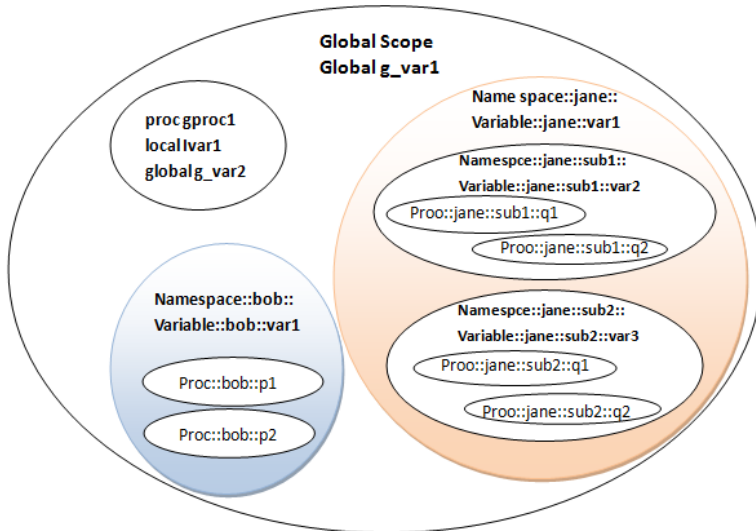 Global Scope
Global g_var1
proc gproc1
local lvar1
global g_var2
Name space::jane::
Variable::jane::var1
Namespce::jane::sub1::
Variable::jane::sub1::var2
Proo::jane::sub1::q1
Proo::jane::sub1::q2
Namespace::bob::
Variable::bob::var1
Proc::bob::p1
Proc::bob::p2
Namespce::jane::sub2::
Variable::jane::sub2::var3
Proo::jane::sub2::q1
Proo::jane::sub2::q2